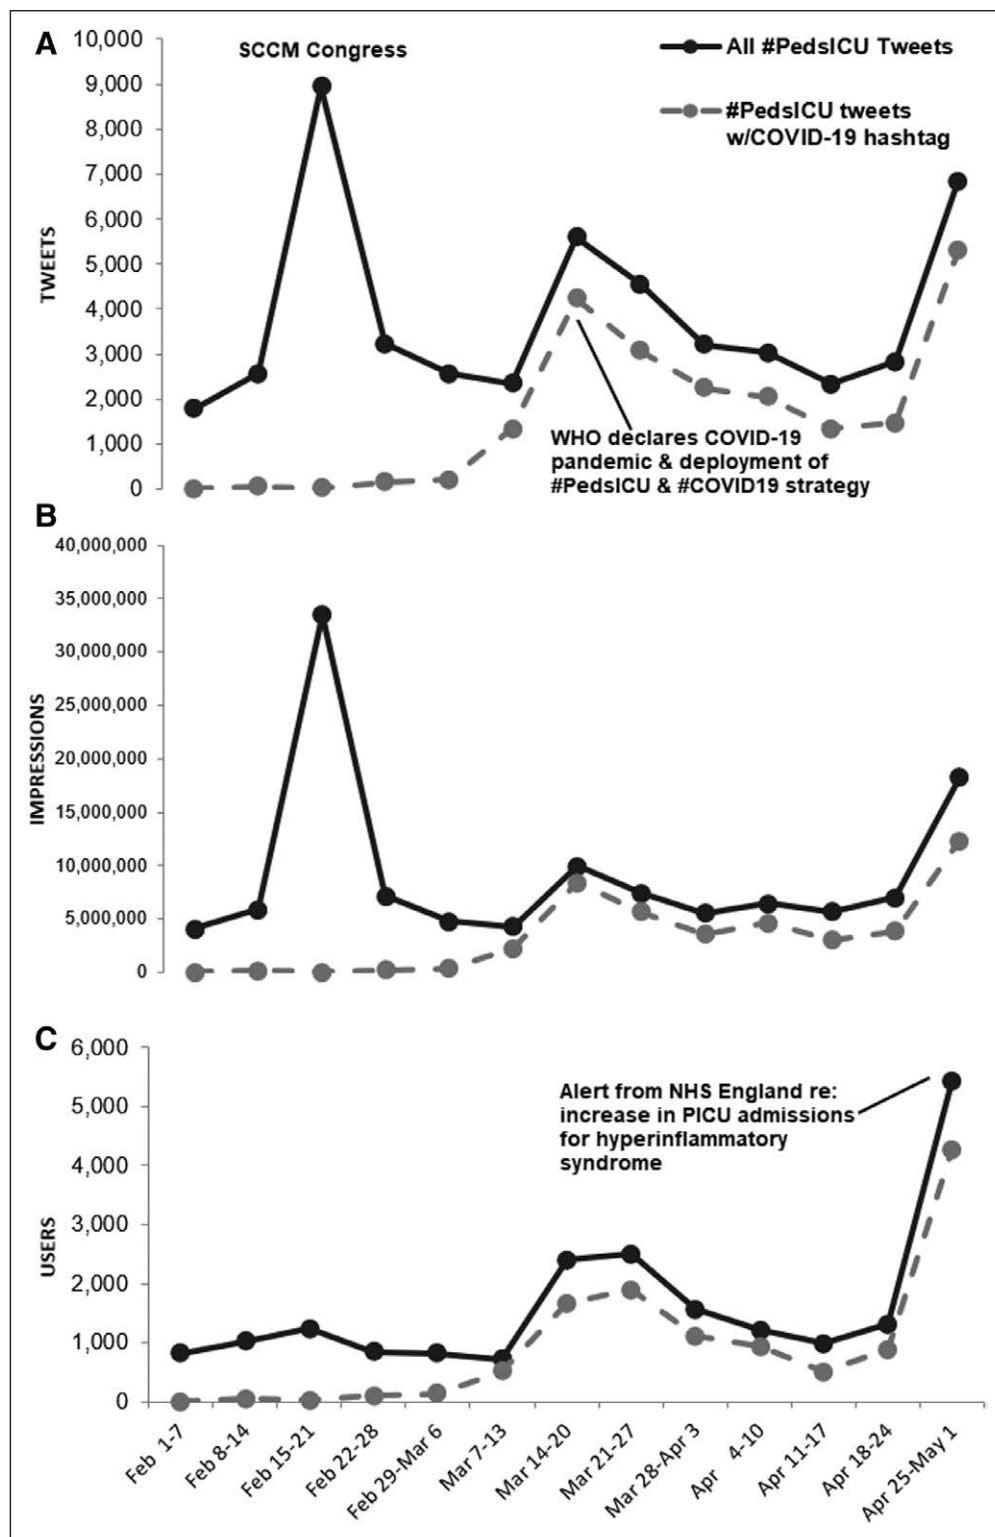 A
10,000
9,000
8,000
7,000
6,000
5,000
4,000
3,000
2,000
1,000
0
TWEETS
SCCM Congress
All #PedsICU Tweets
#PedsICU tweets
w/COVID-19 hashtag
WHO declares COVID-19
pandemic & deployment of
#PedsICU & #COVID19 strategy
B
40,000,000
35,000,000
30,000,000
25,000,000
20,000,000
15,000,000
10,000,000
5,000,000
0
IMPRESSIONS
C
6,000
5,000
4,000
3,000
2,000
1,000
0
USERS
Alert from NHS England re:
increase in PICU admissions
for hyperinflammatory
syndrome
Feb 1-7
Feb 8-14
Feb 15-21
Feb 22-28
Feb 29-Mar 6
Mar 7-13
Mar 14-20
Mar 21-27
Mar 28-Apr 3
Apr 4-10
Apr 11-17
Apr 18-24
Apr 25-May 1